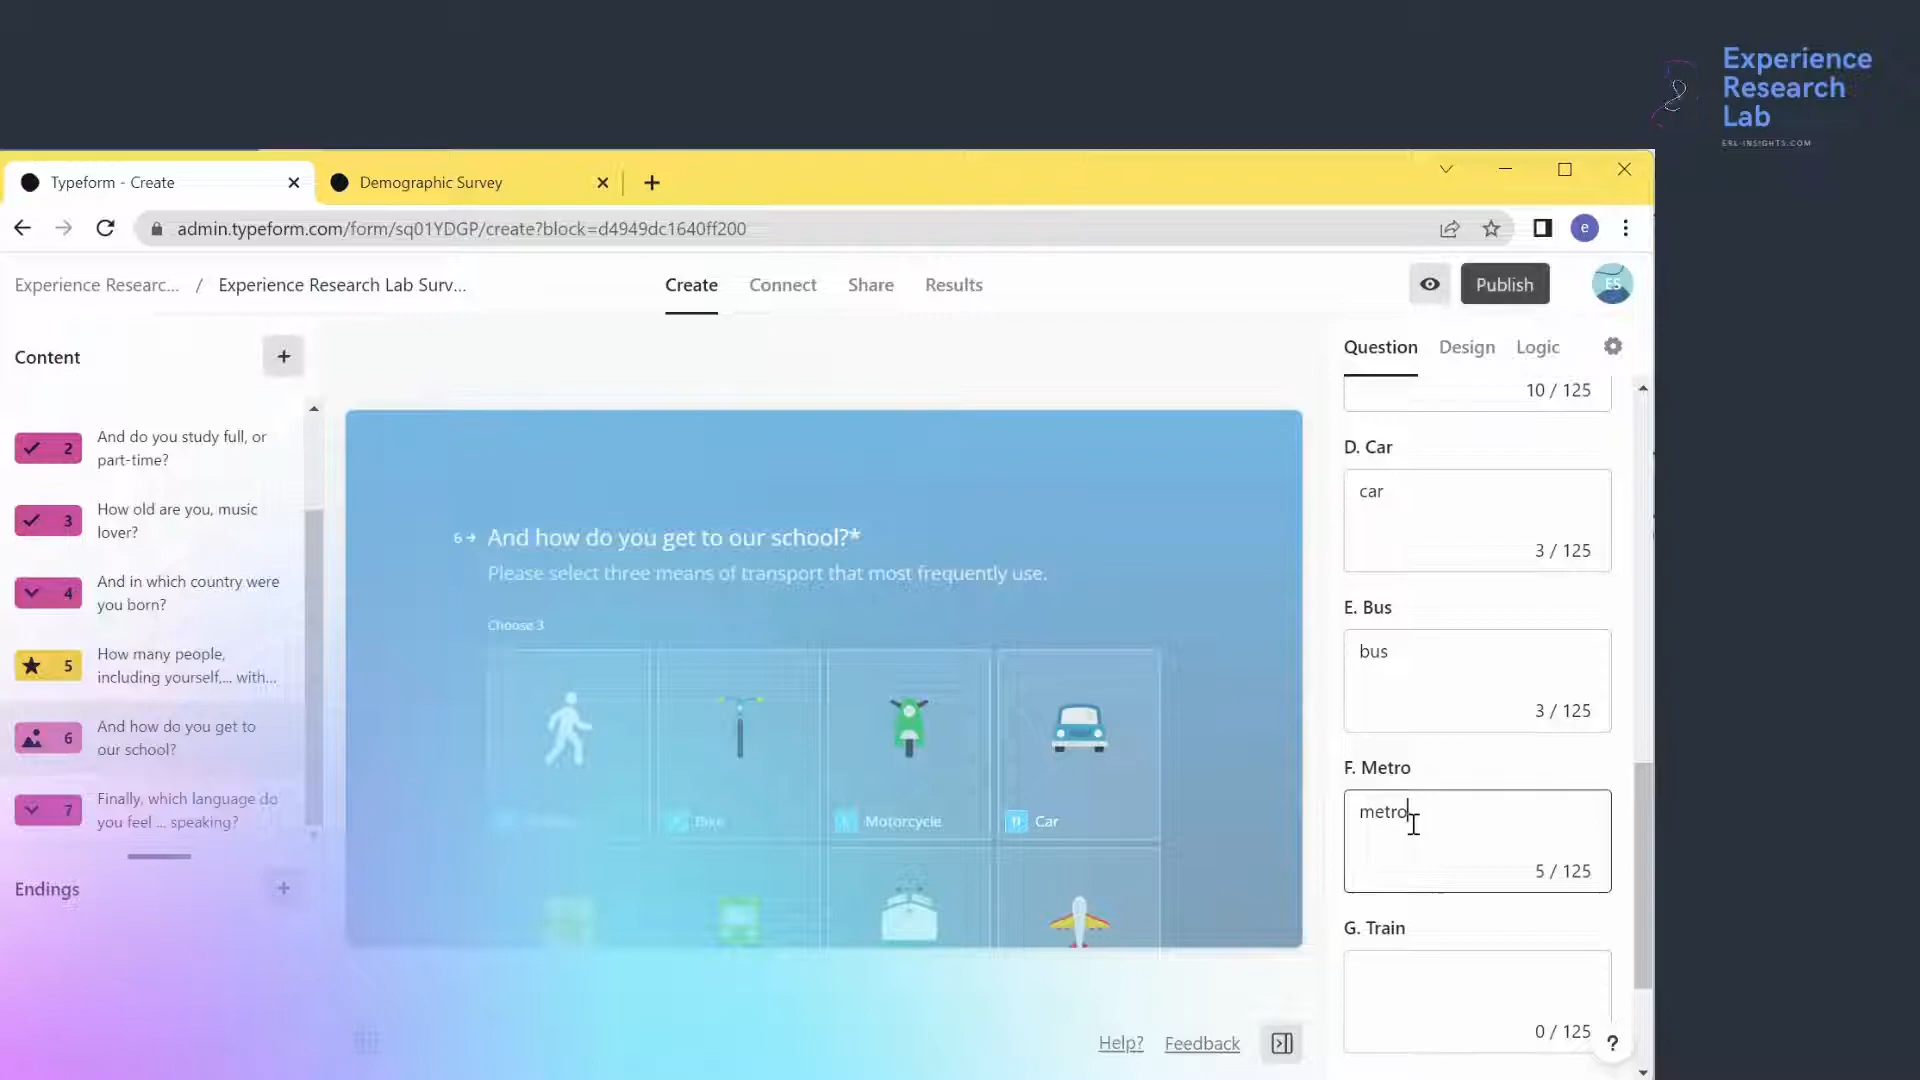 Experience
Research
Lab
ERL-INSIGHTS.COM
Typeform - Create
Demographic Survey
admin.typeform.com/form/sq01YDGP/create?block=d4949dc1640ff200
e
Experience Researc... / Experience Research Lab Surv...
Create
Connect
Share
Results
Publish
ES
Content
2 And do you study full, or
part-time?
3 How old are you, music
lover?
4 And in which country were
you born?
5 How many people,
including yourself,... with...
6 And how do you get to
our school?
7 Finally, which language do
you feel ... speaking?
Endings
6 And how do you get to our school?*
Please select three means of transport that most frequently use.
Choose 3
Bike
Motorcycle
D Car
Help?
Feedback
Question
Design
Logic
10 / 125
D. Car
car
3 / 125
E. Bus
bus
3 / 125
F. Metro
metro
5 / 125
G. Train
0 / 125
?